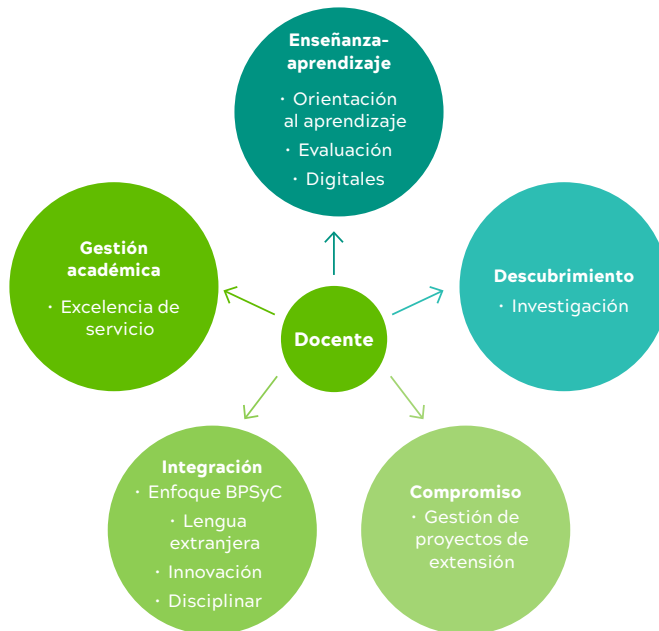 Enseñanza-
aprendizaje
· Orientación
al aprendizaje
· Evaluación
· Digitales
Gestión
académica
· Excelencia de
servicio
Descubrimiento
· Investigación
Docente
Integración
· Enfoque BPSyC
· Lengua
extranjera
· Innovación
· Disciplinar
Compromiso
· Gestión de
proyectos de
extensión